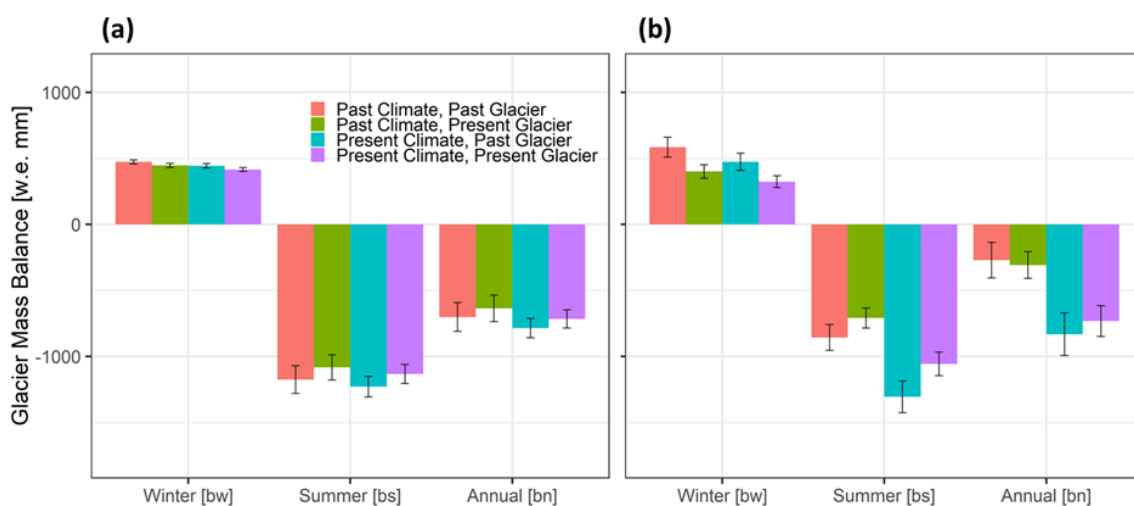 (a)
(b)
Glacier Mass Balance [w.e. mm]
1000
0
-1000
Past Climate, Past Glacier
Past Climate, Present Glacier
Present Climate, Past Glacier
Present Climate, Present Glacier
Winter [bw] Summer [bs] Annual [bn]
Winter [bw] Summer [bs] Annual [bn]